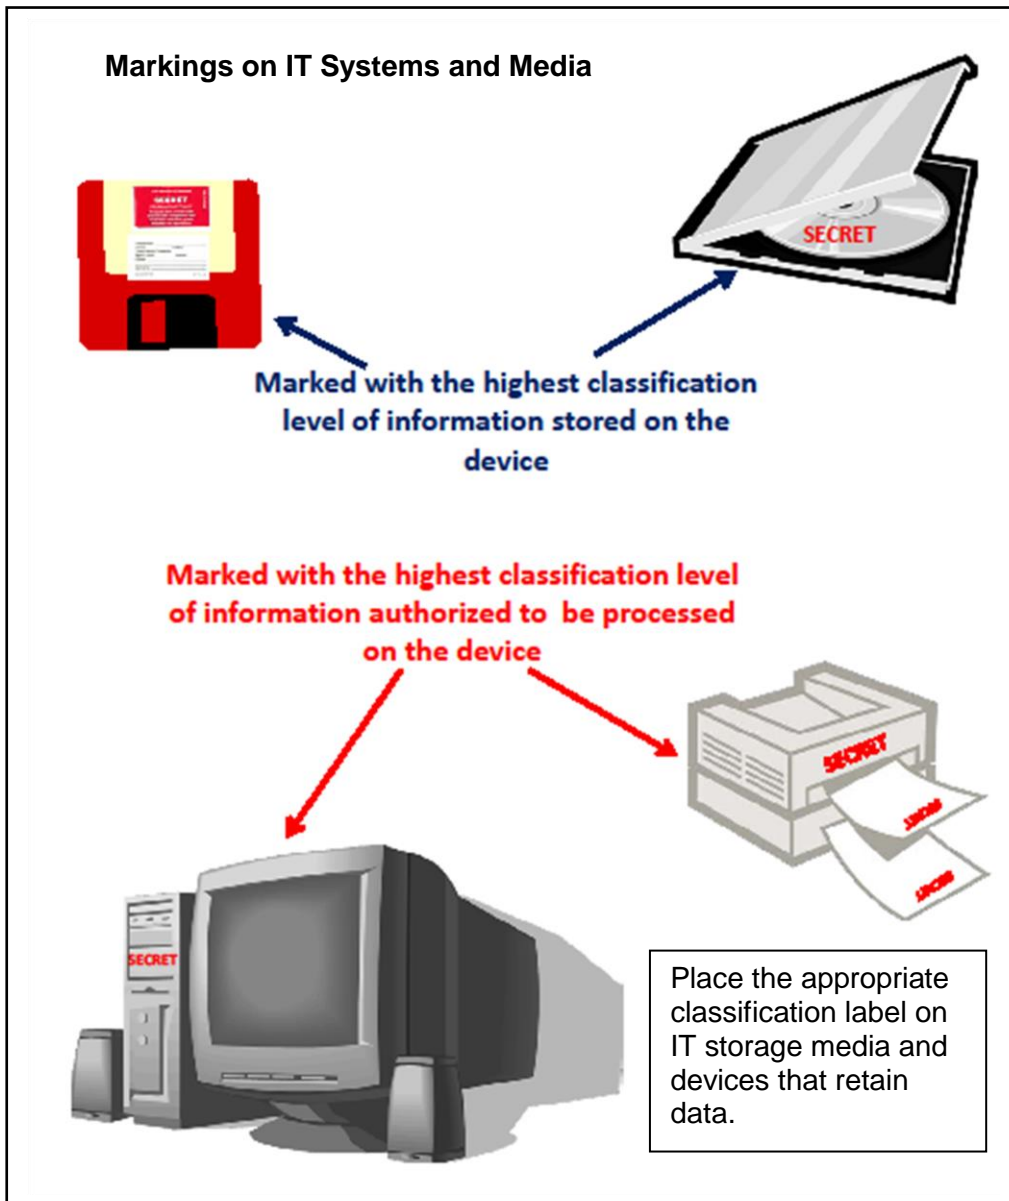 Markings on IT Systems and Media
SECRET
SECRET
Marked with the highest classification
level of information stored on the
device
Marked with the highest classification level
of information authorized to be processed
on the device
SECRET
SECRET
SECRET
SECRET
Place the appropriate
classification label on
IT storage media and
devices that retain
data.